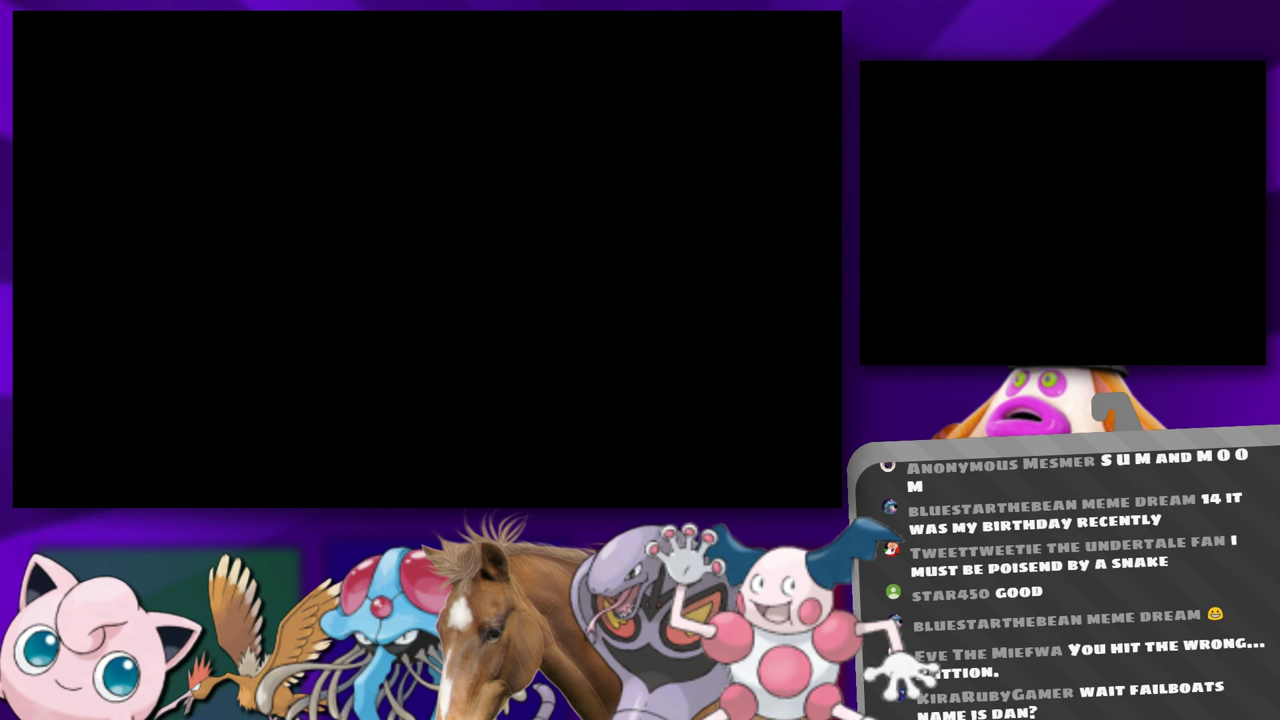 Anonymous Mesmer S U M and M O O
M
bluestarthebean meme dream 14 it
was my birthday recently
Tweettweetie the undertale fan I
must be poisend by a snake
star450 good
bluestarthebean meme dream
Eve The Miefwa You hit the wrong...
KiraRubyGamer wait failboats
name is dan?